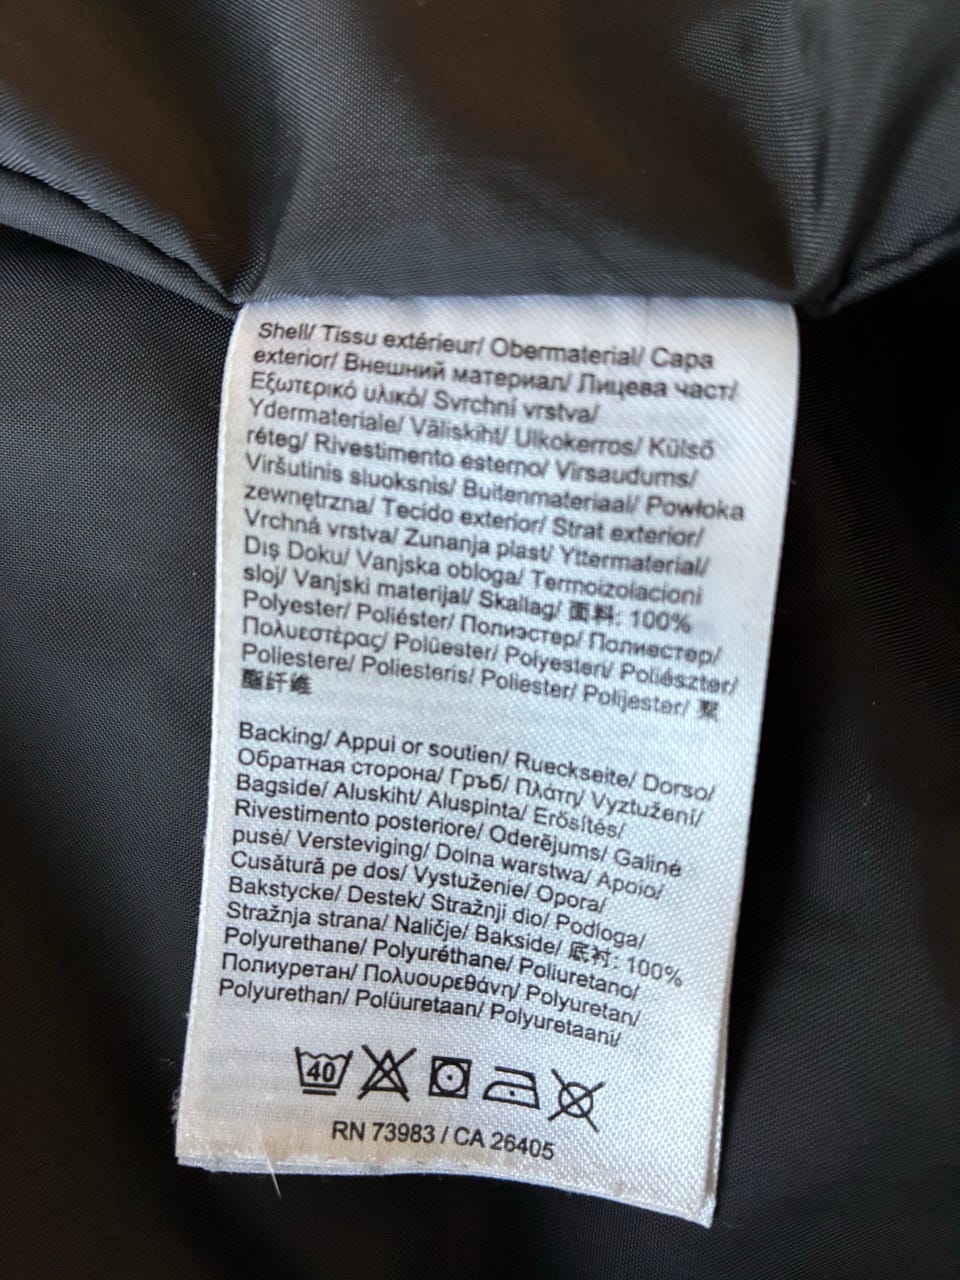 Shell/ Tissu extérieur/ Obermaterial/ Capa
exterior/ Внешний материал/ Лицева част/
Εξωτερικό υλικό/ Svrchní vrstva/
Ydermateriale/ Väliskiht/ Ulkokerros/ Külső
réteg/ Rivestimento esterno/ Virsaudums/
Viršutinis sluoksnis/ Buitenmateriaal/ Powłoka
zewnętrzna/ Tecido exterior/ Strat exterior/
Vrchná vrstva/ Zunanja plast/ Yttermaterial/
Dış Doku/ Vanjska obloga/ Termoizolacioni
sloj/ Vanjski materijal/ Skallag/ 面料: 100%
Polyester/ Poliéster/ Полиэстер/ Полиестер/
Πολυεστέρας/ Polüester/ Polyesteri/ Poliészter/
Poliestere/ Poliesteris/ Poliester/ Polijester/ 聚
酯纤维
Backing/ Appui or soutien/ Rueckseite/ Dorso/
Обратная сторона/ Гръб/ Πλάτη/ Vyztužení/
Bagside/ Aluskiht/ Aluspinta/ Erősítés/
Rivestimento posteriore/ Oderējums/ Galinė
pusė/ Versteviging/ Dolna warstwa/ Apoio/
Cusătură pe dos/ Vystuženie/ Opora/
Bakstycke/ Destek/ Stražnji dio/ Podloga/
Stražnja strana/ Naličje/ Bakside/ 底衬: 100%
Polyurethane/ Polyuréthane/ Poliuretano/
Полиуретан/ Πολυουρεθάνη/ Polyuretan/
Polyurethan/ Polüuretaan/ Polyuretaani/
40
RN 73983 / CA 26405